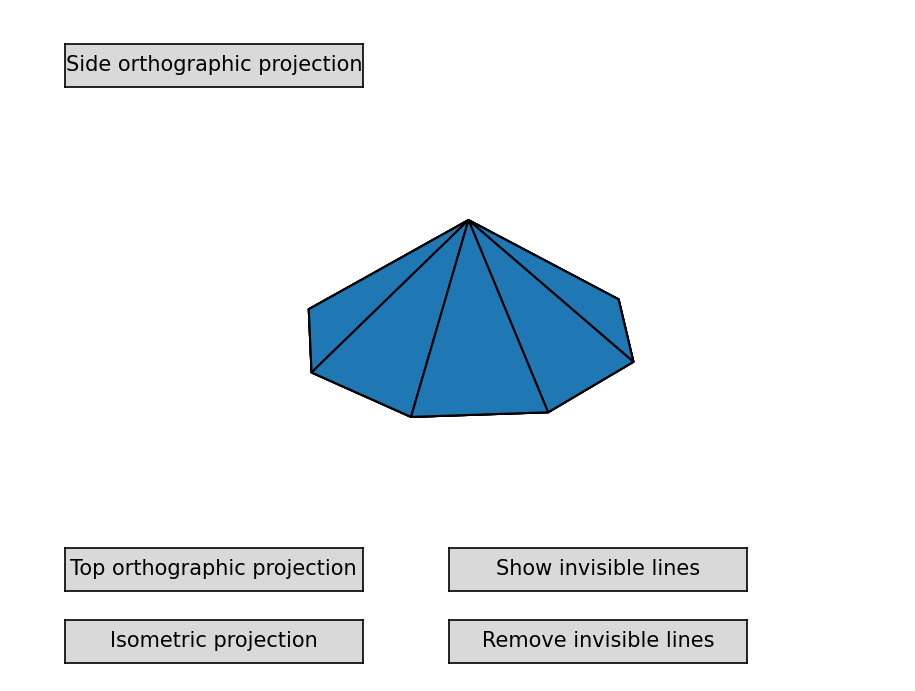 Side orthographic projection
Top orthographic projection
Show invisible lines
Isometric projection
Remove invisible lines